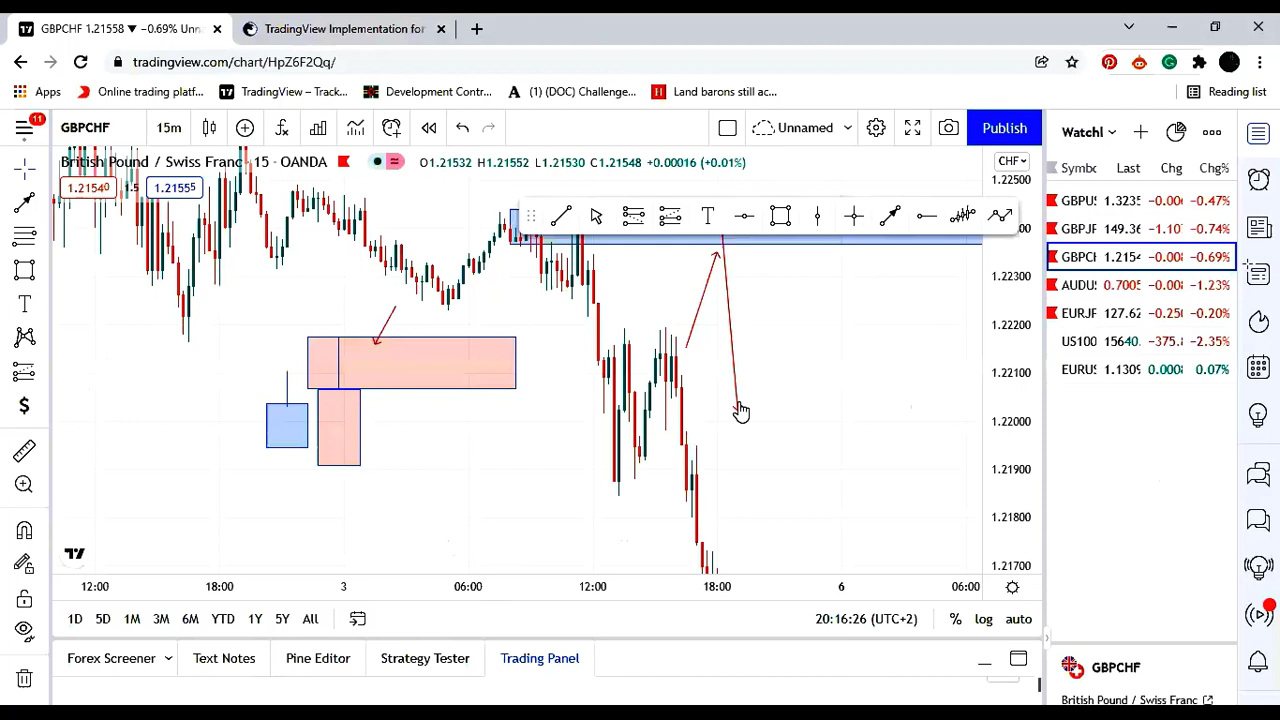 GBPCHF 1.21558 ▼ −0.69% Unn
TradingView Implementation for
tradingview.com/chart/HpZ6F2Qq/
Apps
Online trading platf...
TradingView – Track...
Development Contr...
(1) (DOC) Challenge...
Land barons still ac...
Reading list
11
GBPCHF
15m
Unnamed
Publish
Watchl
British Pound / Swiss Franc · 15 · OANDA
O1.21532 H1.21552 L1.21530 C1.21548 +0.00016 (+0.01%)
CHF
1.21540
1.5
1.21555
Symbc Last Chg Chg%
GBPU 1.3235 −0.00 −0.47%
GBPJF 149.36 −1.10 −0.74%
GBPCI 1.2154 −0.00 −0.69%
AUDU 0.7005 −0.00 −1.23%
EURJF 127.62 −0.25 −0.20%
US100 15640. −375.8 −2.35%
EURU 1.1309 0.000 0.07%
1.22500
1.22300
1.22200
1.22100
1.22000
1.21900
1.21800
1.21700
12:00 18:00 3 06:00 12:00 18:00 6 06:00
1D 5D 1M 3M 6M YTD 1Y 5Y All
20:16:26 (UTC+2)
% log auto
Forex Screener
Text Notes
Pine Editor
Strategy Tester
Trading Panel
GBPCHF
British Pound / Swiss Franc